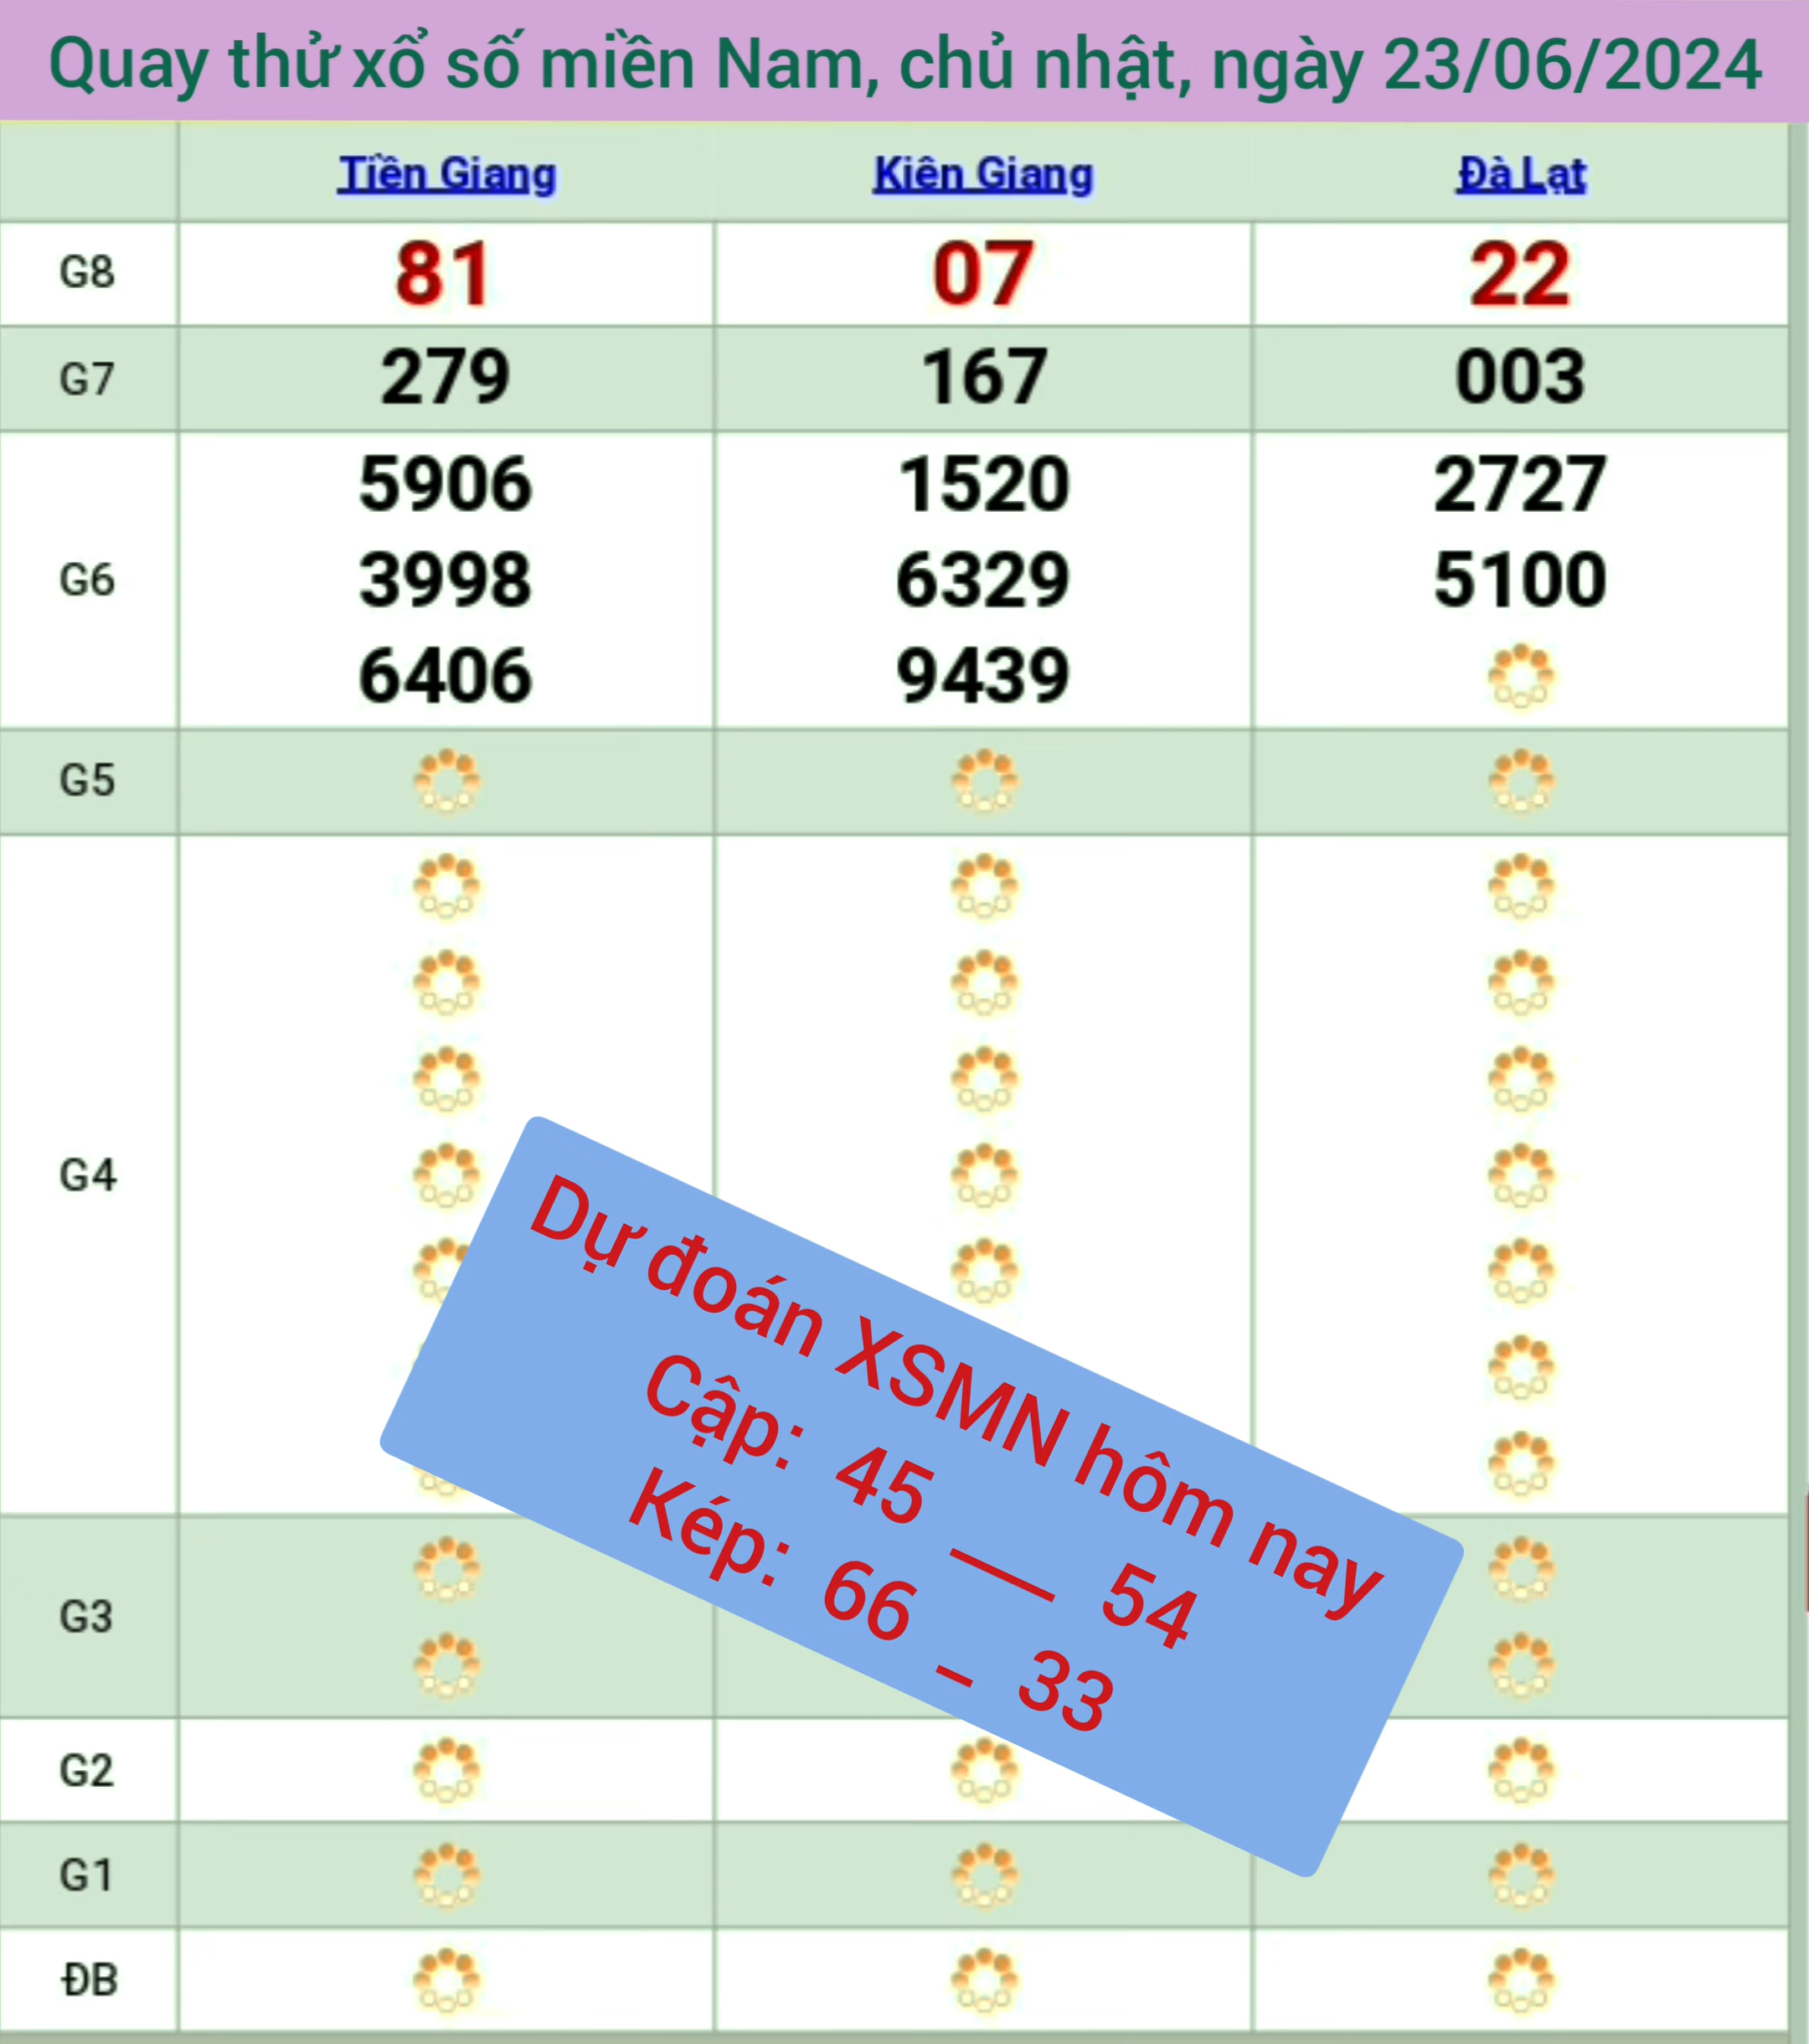 Quay thử xổ số miền Nam, chủ nhật, ngày 23/06/2024
Tiền Giang Kiên Giang Đà Lạt
G8 81 07 22
G7 279 167 003
5906 1520 2727
G6 3998 6329 5100
6406 9439
G5
G4
Dự đoán XSMN hôm nay
Cập: 45 —— 54
Kép: 66 – 33
G3
G2
G1
ĐB